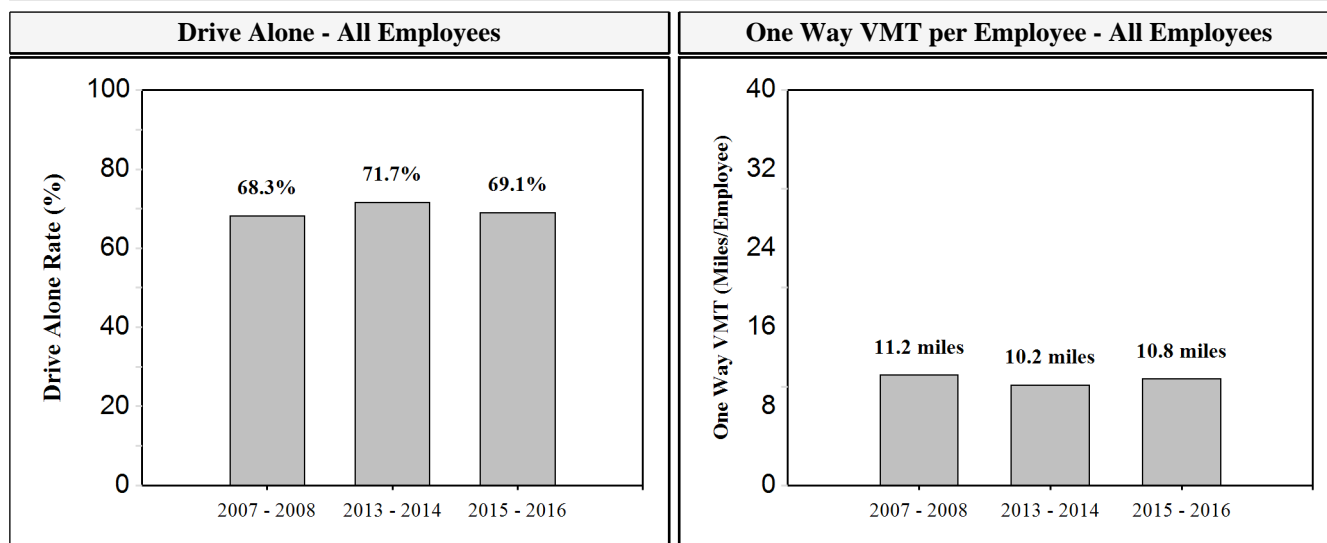 Drive Alone - All Employees
Drive Alone Rate (%)
100
80
60
40
20
0
68.3%
71.7%
69.1%
2007 - 2008
2013 - 2014
2015 - 2016
One Way VMT per Employee - All Employees
One Way VMT (Miles/Employee)
40
32
24
16
8
0
11.2 miles
10.2 miles
10.8 miles
2007 - 2008
2013 - 2014
2015 - 2016